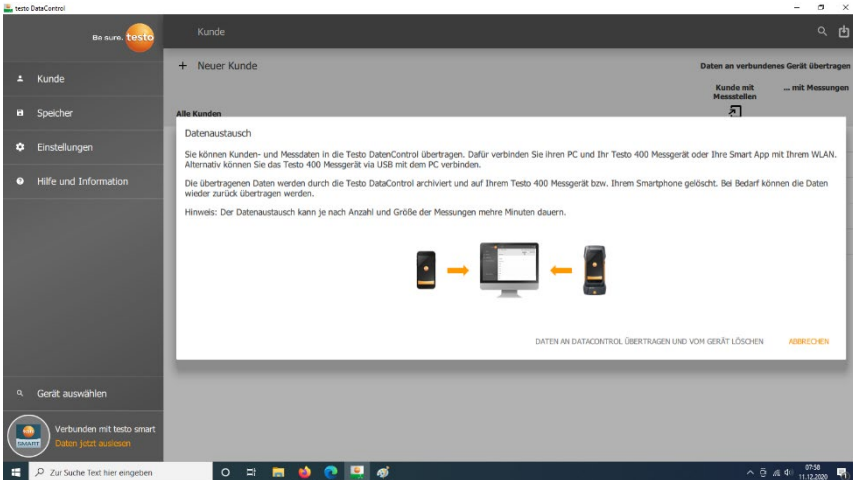 testo DataControl
Be sure. testo
Kunde
Kunde
Speicher
Einstellungen
Hilfe und Information
Neuer Kunde
Daten an verbundenes Gerät übertragen
Kunde mit
Messstellen
... mit Messungen
Alle Kunden
Datenaustausch
Sie können Kunden- und Messdaten in die Testo DatenControl übertragen. Dafür verbinden Sie ihren PC und Ihr Testo 400 Messgerät oder Ihre Smart App mit Ihrem WLAN.
Alternativ können Sie das Testo 400 Messgerät via USB mit dem PC verbinden.
Die übertragenen Daten werden durch die Testo DataControl archiviert und auf Ihrem Testo 400 Messgerät bzw. Ihrem Smartphone gelöscht. Bei Bedarf können die Daten
wieder zurück übertragen werden.
Hinweis: Der Datenaustausch kann je nach Anzahl und Größe der Messungen mehre Minuten dauern.
DATEN AN DATACONTROL ÜBERTRAGEN UND VOM GERÄT LÖSCHEN
ABBRECHEN
Gerät auswählen
SMART
Verbunden mit testo smart
Daten jetzt auslesen
Zur Suche Text hier eingeben
07:58
11.12.2020